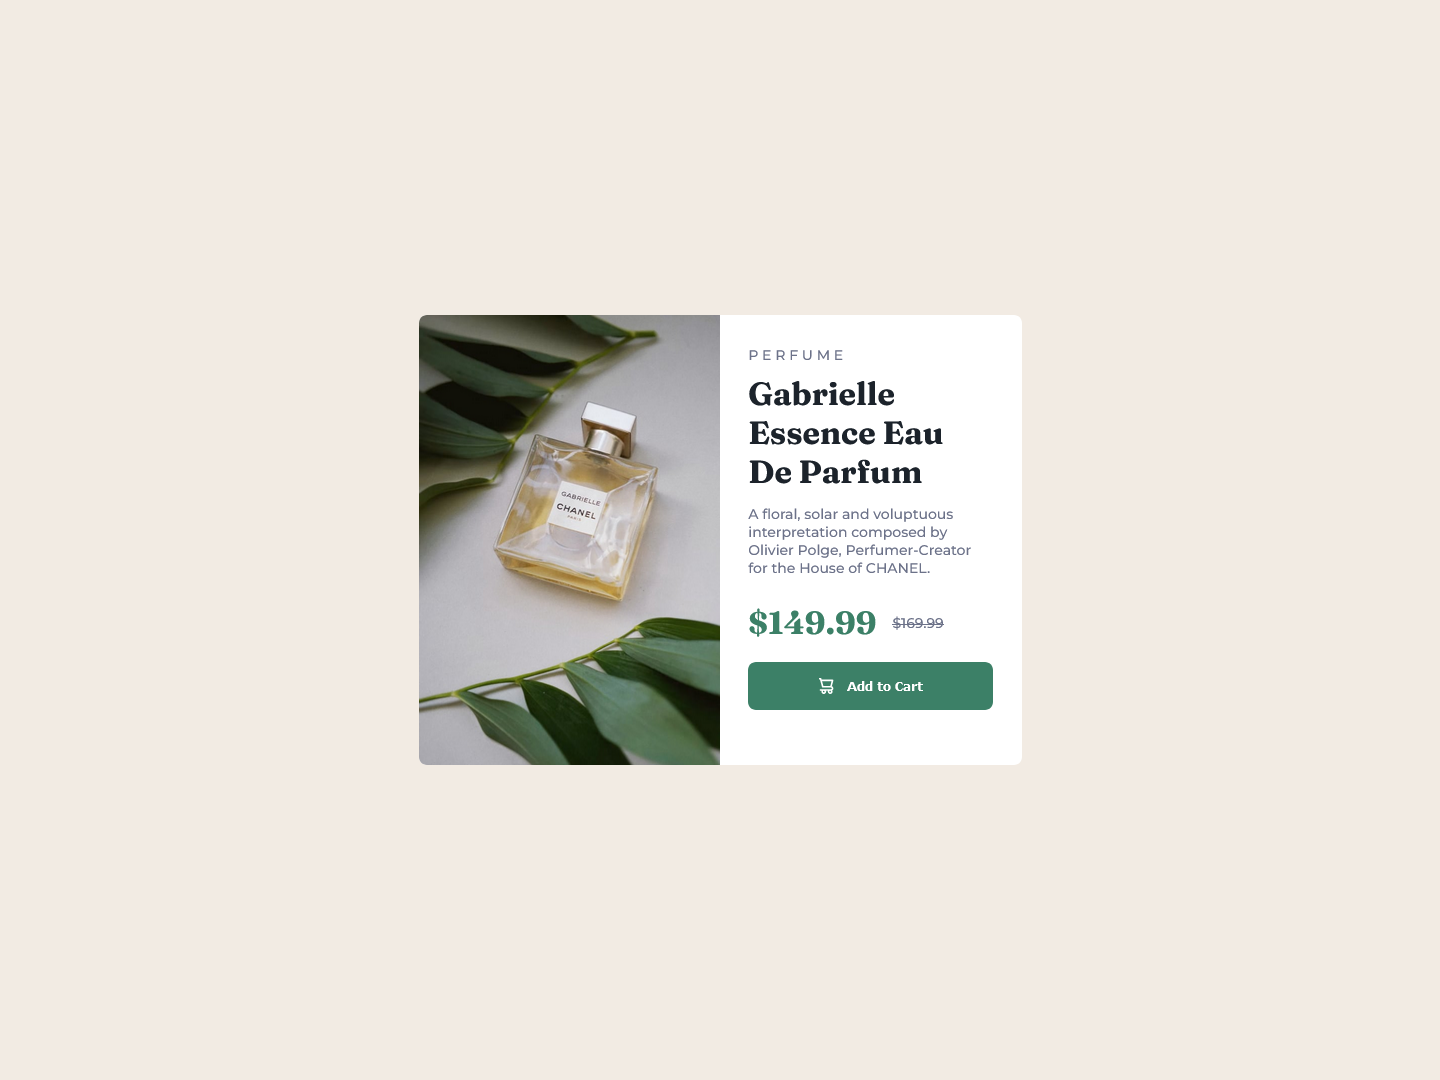 GABRIELLE
CHANEL
PARIS
PERFUME
Gabrielle
Essence Eau
De Parfum
A floral, solar and voluptuous
interpretation composed by
Olivier Polge, Perfumer-Creator
for the House of CHANEL.
$149.99 $169.99
Add to Cart